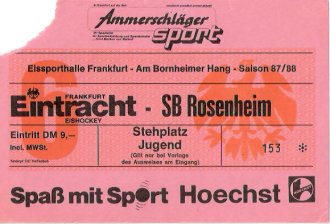 Ammerschläger
sport
Eissporthalle Frankfurt - Am Bornheimer Hang - Saison 87/88
6
FRANKFURT
Eintracht - SB Rosenheim
EISHOCKEY
Eintritt DM 9,-
incl. MWSt.
Stehplatz
Jugend
(Gilt nur bei Vorlage
des Ausweises am Eingang)
153 *
Spaß mit Sport Hoechst